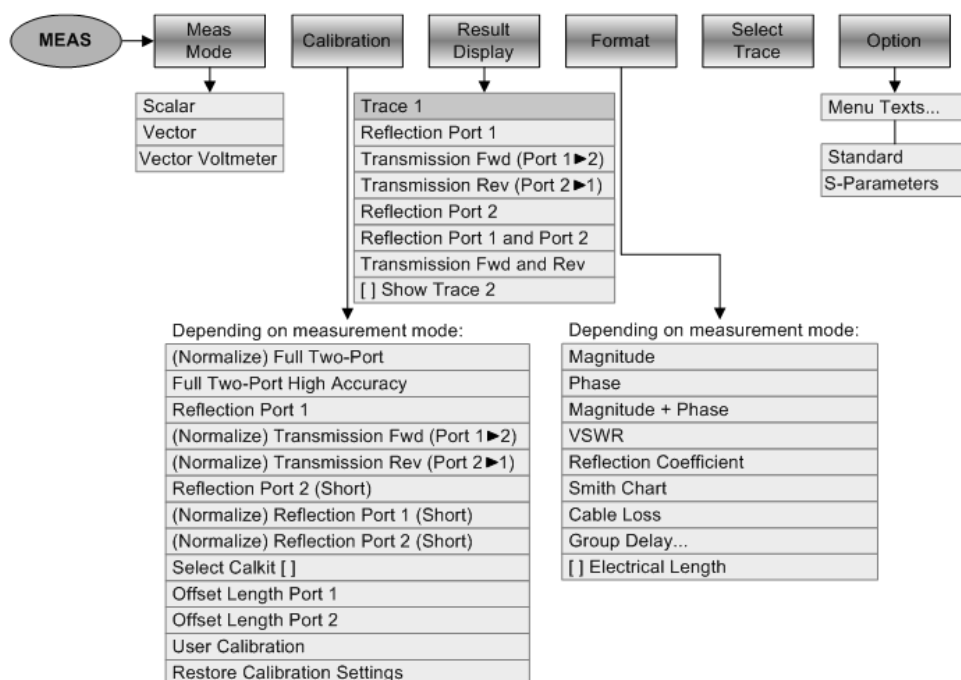 MEAS
Meas
Mode
Calibration
Result
Display
Format
Select
Trace
Option
Scalar
Vector
Vector Voltmeter
Trace 1
Reflection Port 1
Transmission Fwd (Port 1►2)
Transmission Rev (Port 2►1)
Reflection Port 2
Reflection Port 1 and Port 2
Transmission Fwd and Rev
[ ] Show Trace 2
Menu Texts...
Standard
S-Parameters
Depending on measurement mode:
(Normalize) Full Two-Port
Full Two-Port High Accuracy
Reflection Port 1
(Normalize) Transmission Fwd (Port 1►2)
(Normalize) Transmission Rev (Port 2►1)
Reflection Port 2 (Short)
(Normalize) Reflection Port 1 (Short)
(Normalize) Reflection Port 2 (Short)
Select Calkit [ ]
Offset Length Port 1
Offset Length Port 2
User Calibration
Restore Calibration Settings
Depending on measurement mode:
Magnitude
Phase
Magnitude + Phase
VSWR
Reflection Coefficient
Smith Chart
Cable Loss
Group Delay...
[ ] Electrical Length